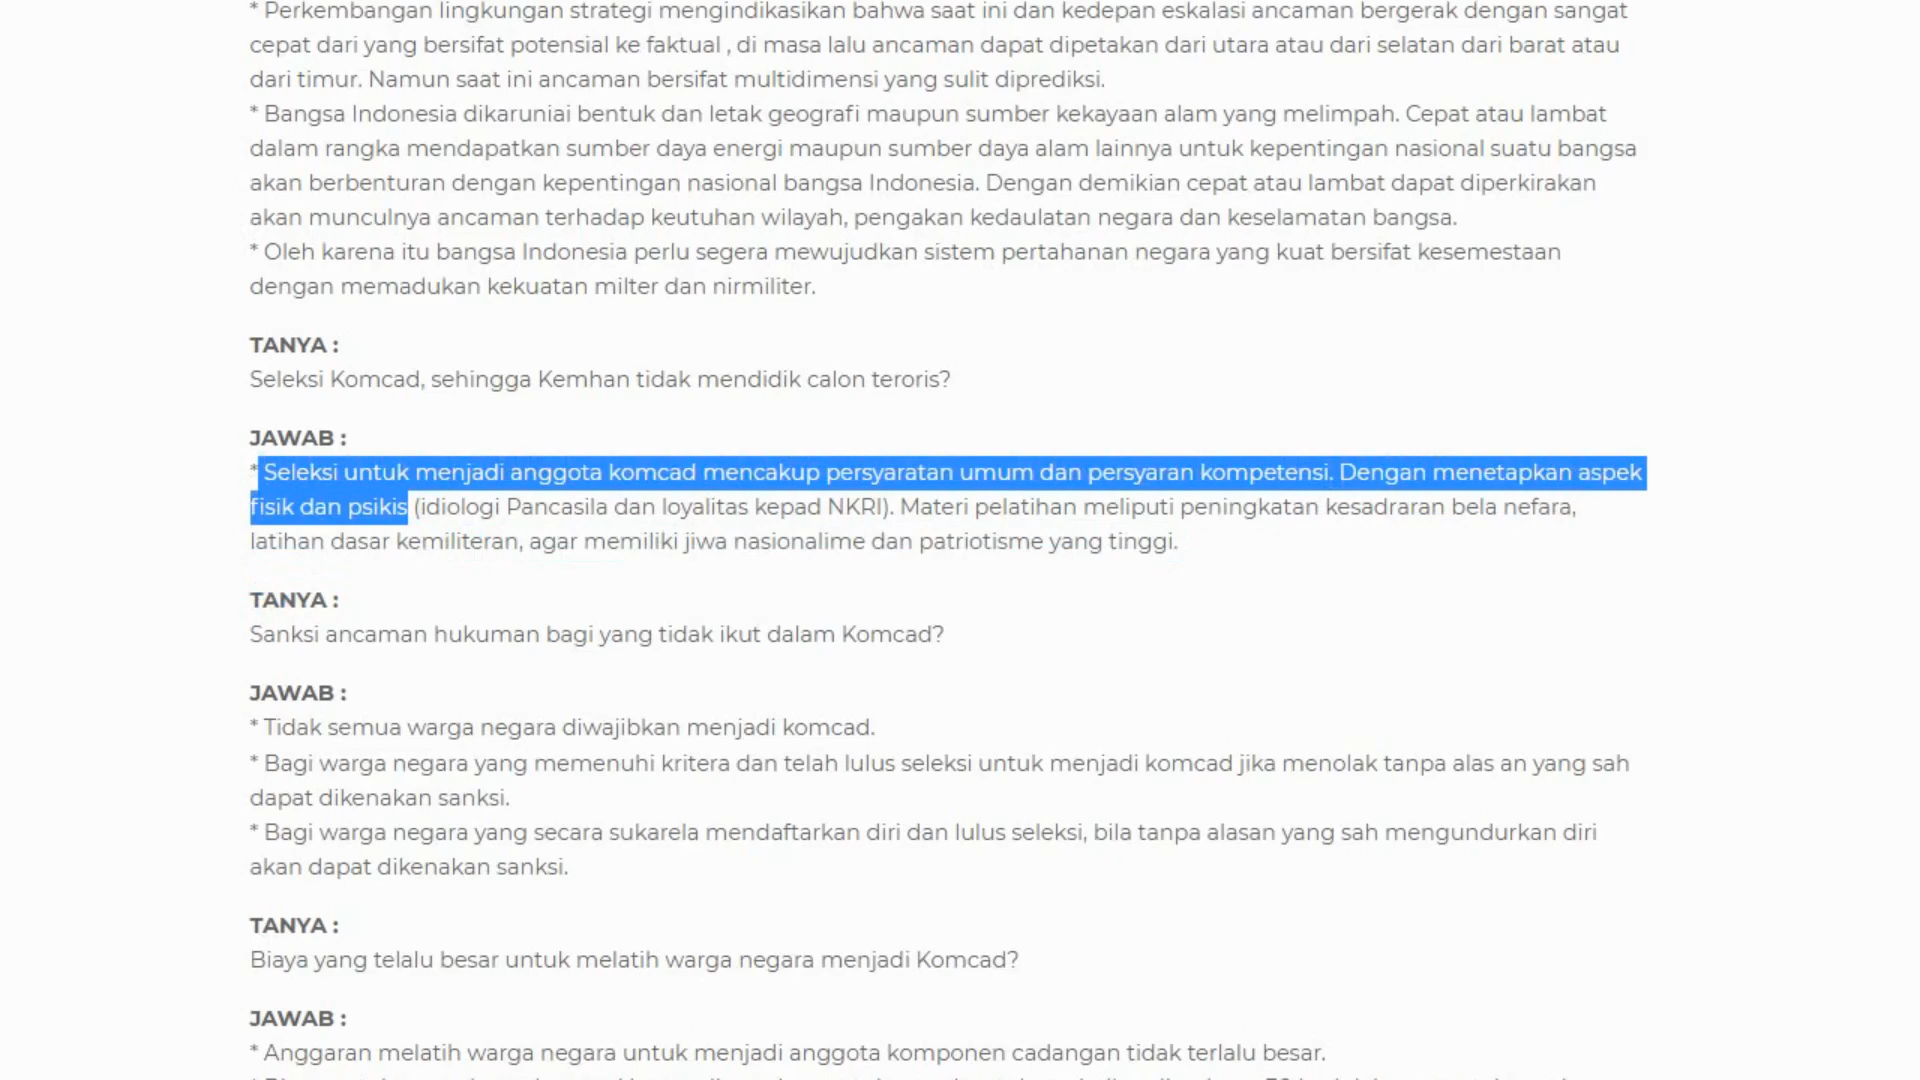 * Perkembangan lingkungan strategi mengindikasikan bahwa saat ini dan kedepan eskalasi ancaman bergerak dengan sangat
cepat dari yang bersifat potensial ke faktual , di masa lalu ancaman dapat dipetakan dari utara atau dari selatan dari barat atau
dari timur. Namun saat ini ancaman bersifat multidimensi yang sulit diprediksi.
* Bangsa Indonesia dikaruniai bentuk dan letak geografi maupun sumber kekayaan alam yang melimpah. Cepat atau lambat
dalam rangka mendapatkan sumber daya energi maupun sumber daya alam lainnya untuk kepentingan nasional suatu bangsa
akan berbenturan dengan kepentingan nasional bangsa Indonesia. Dengan demikian cepat atau lambat dapat diperkirakan
akan munculnya ancaman terhadap keutuhan wilayah, pengakan kedaulatan negara dan keselamatan bangsa.
* Oleh karena itu bangsa Indonesia perlu segera mewujudkan sistem pertahanan negara yang kuat bersifat kesemestaan
dengan memadukan kekuatan milter dan nirmiliter.
TANYA :
Seleksi Komcad, sehingga Kemhan tidak mendidik calon teroris?
JAWAB :
* Seleksi untuk menjadi anggota komcad mencakup persyaratan umum dan persyaran kompetensi. Dengan menetapkan aspek
fisik dan psikis (idiologi Pancasila dan loyalitas kepad NKRI). Materi pelatihan meliputi peningkatan kesadraran bela nefara,
latihan dasar kemiliteran, agar memiliki jiwa nasionalime dan patriotisme yang tinggi.
TANYA :
Sanksi ancaman hukuman bagi yang tidak ikut dalam Komcad?
JAWAB :
* Tidak semua warga negara diwajibkan menjadi komcad.
* Bagi warga negara yang memenuhi kritera dan telah lulus seleksi untuk menjadi komcad jika menolak tanpa alas an yang sah
dapat dikenakan sanksi.
* Bagi warga negara yang secara sukarela mendaftarkan diri dan lulus seleksi, bila tanpa alasan yang sah mengundurkan diri
akan dapat dikenakan sanksi.
TANYA :
Biaya yang telalu besar untuk melatih warga negara menjadi Komcad?
JAWAB :
* Anggaran melatih warga negara untuk menjadi anggota komponen cadangan tidak terlalu besar.